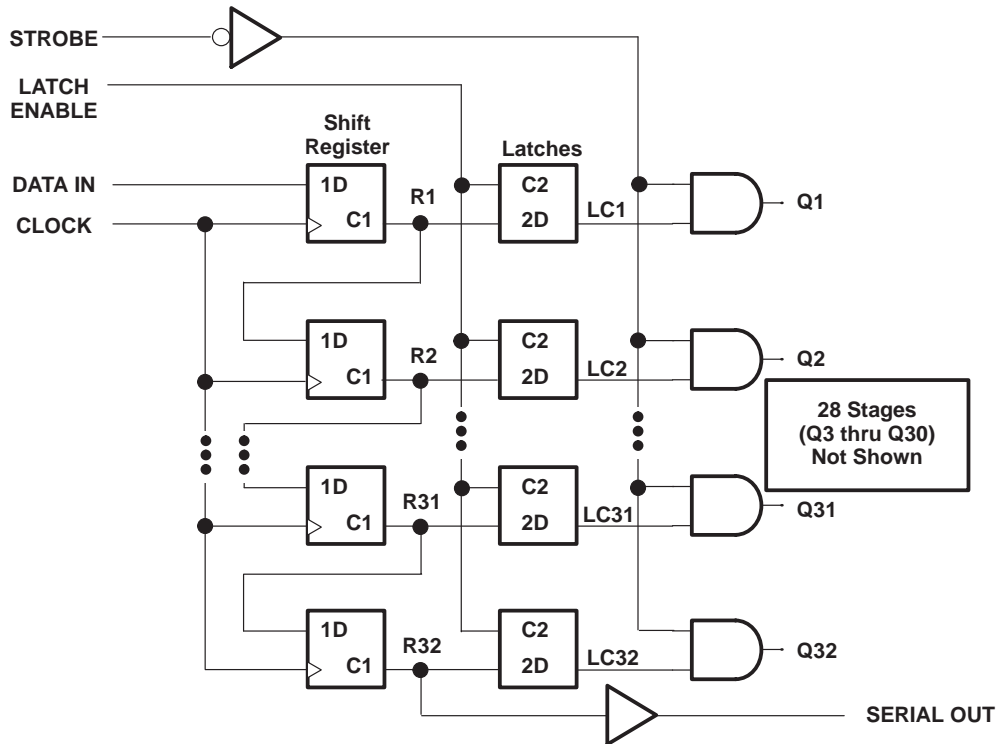 STROBE
LATCH
ENABLE
Shift
Register
Latches
DATA IN
CLOCK
1D
C1
R1
C2
2D
LC1
Q1
1D
C1
R2
C2
2D
LC2
Q2
28 Stages
(Q3 thru Q30)
Not Shown
1D
C1
R31
C2
2D
LC31
Q31
1D
C1
R32
C2
2D
LC32
Q32
SERIAL OUT